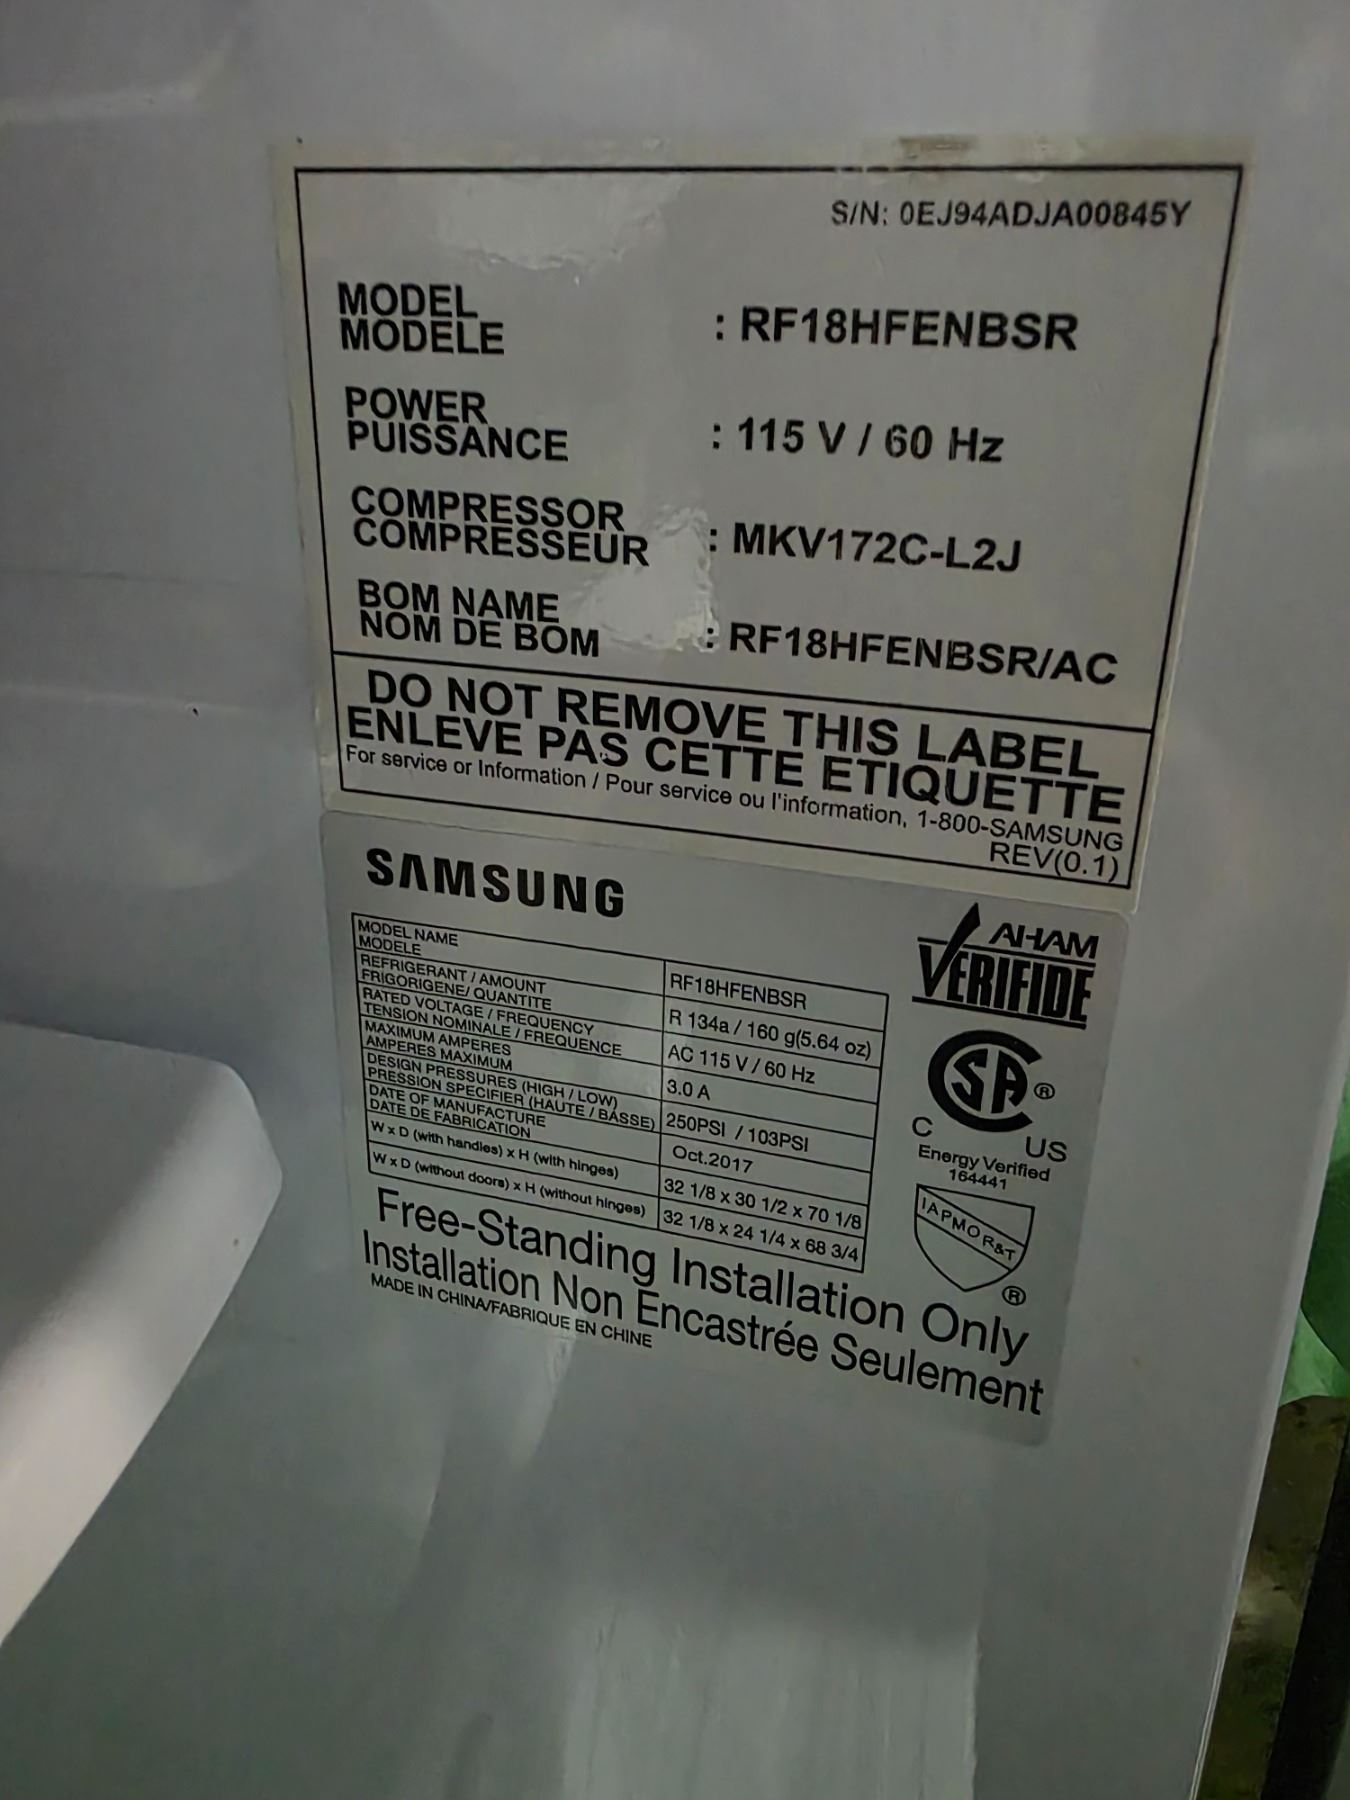 S/N: 0EJ94ADJA00845Y
MODEL : RF18HFENBSR
MODELE
POWER : 115 V / 60 Hz
PUISSANCE
COMPRESSOR : MKV172C-L2J
COMPRESSEUR
BOM NAME : RF18HFENBSR/AC
NOM DE BOM
DO NOT REMOVE THIS LABEL
ENLEVE PAS CETTE ETIQUETTE
For service or Information / Pour service ou l'information, 1-800-SAMSUNG
REV(0.1)
SAMSUNG
MODEL NAME RF18HFENBSR
MODELE
REFRIGERANT / AMOUNT R 134a / 160 g(5.64 oz)
FRIGORIGENE/ QUANTITE
RATED VOLTAGE / FREQUENCY AC 115 V / 60 Hz
TENSION NOMINALE / FREQUENCE
MAXIMUM AMPERES 3.0 A
AMPERES MAXIMUM
DESIGN PRESSURES (HIGH / LOW) 250PSI / 103PSI
PRESSION SPECIFIER (HAUTE / BASSE)
DATE OF MANUFACTURE Oct.2017
DATE DE FABRICATION
W x D (with handles) x H (with hinges) 32 1/8 x 30 1/2 x 70 1/8
W x D (without doors) x H (without hinges) 32 1/8 x 24 1/4 x 68 3/4
AHAM
VERIFIDE
SA ®
C US
Energy Verified
164441
IAPMO R&T
®
Free-Standing Installation Only
Installation Non Encastrée Seulement
MADE IN CHINA/FABRIQUE EN CHINE